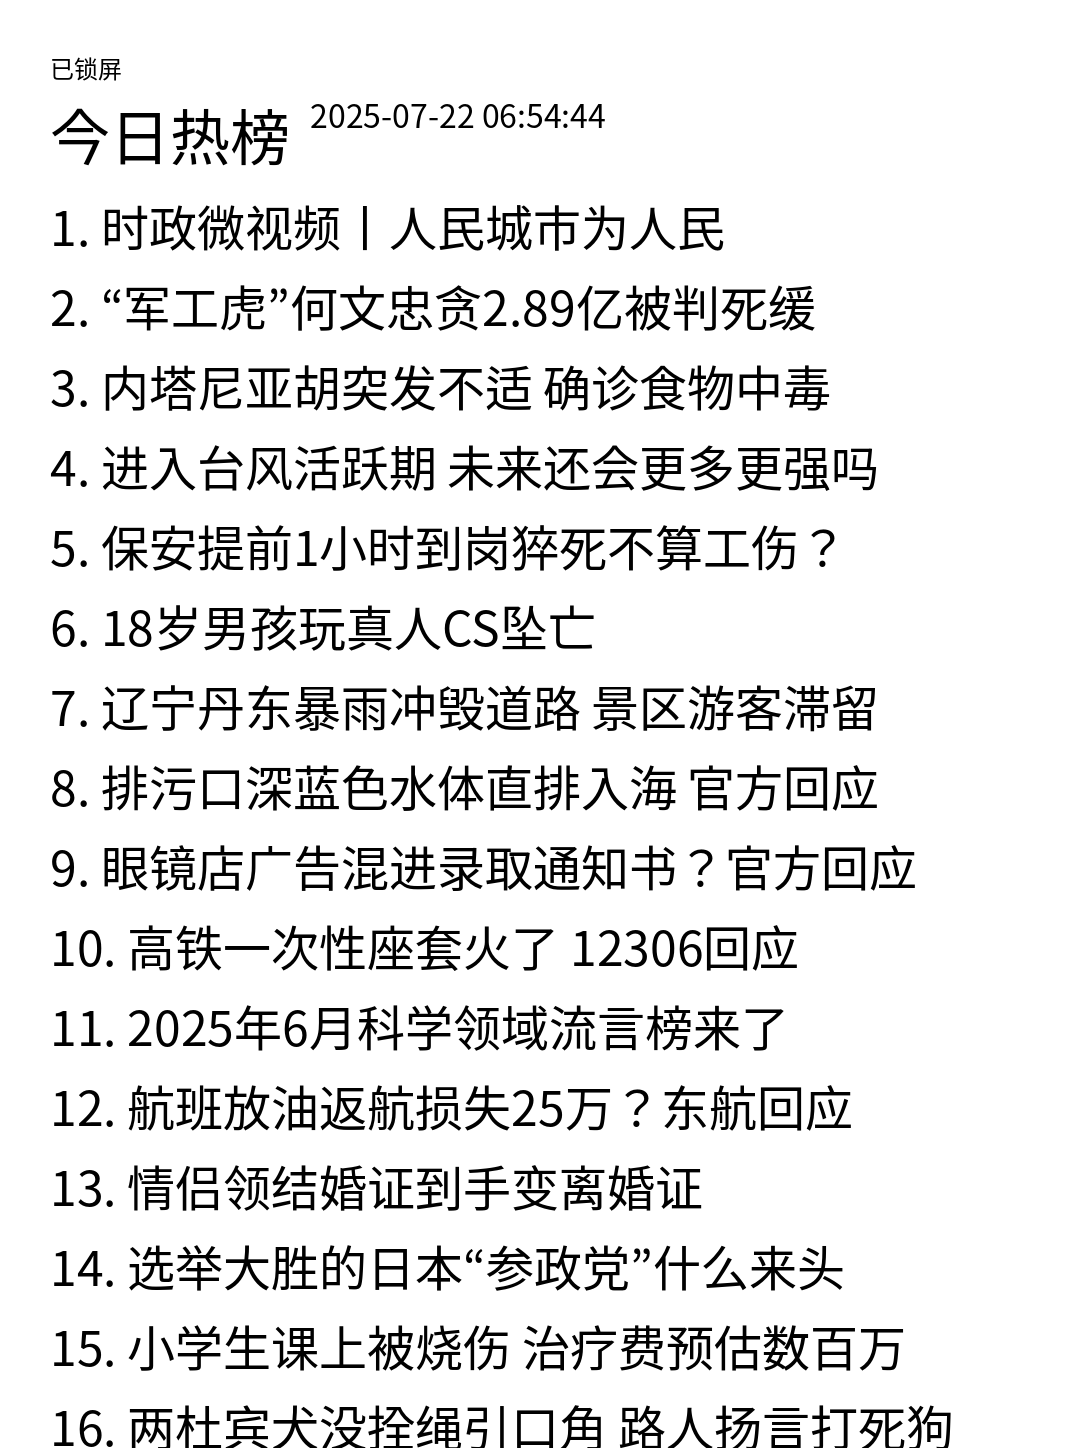 已锁屏
今日热榜 2025-07-22 06:54:44
1. 时政微视频丨人民城市为人民
2. “军工虎”何文忠贪2.89亿被判死缓
3. 内塔尼亚胡突发不适 确诊食物中毒
4. 进入台风活跃期 未来还会更多更强吗
5. 保安提前1小时到岗猝死不算工伤？
6. 18岁男孩玩真人CS坠亡
7. 辽宁丹东暴雨冲毁道路 景区游客滞留
8. 排污口深蓝色水体直排入海 官方回应
9. 眼镜店广告混进录取通知书？官方回应
10. 高铁一次性座套火了 12306回应
11. 2025年6月科学领域流言榜来了
12. 航班放油返航损失25万？东航回应
13. 情侣领结婚证到手变离婚证
14. 选举大胜的日本“参政党”什么来头
15. 小学生课上被烧伤 治疗费预估数百万
16. 两杜宾犬没拴绳引口角 路人扬言打死狗